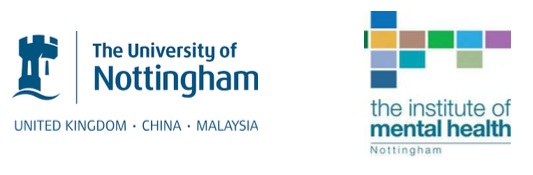 The University of
Nottingham
UNITED KINGDOM · CHINA · MALAYSIA
the institute of
mental health
Nottingham